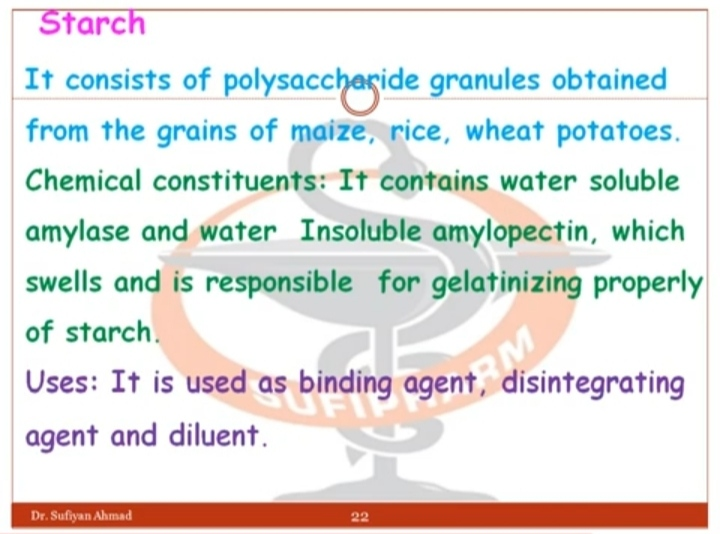 Starch
It consists of polysaccharide granules obtained
from the grains of maize, rice, wheat potatoes.
Chemical constituents: It contains water soluble
amylase and water Insoluble amylopectin, which
swells and is responsible for gelatinizing properly
of starch.
Uses: It is used as binding agent, disintegrating
agent and diluent.
SUFIPHARM
Dr. Sufiyan Ahmad
22